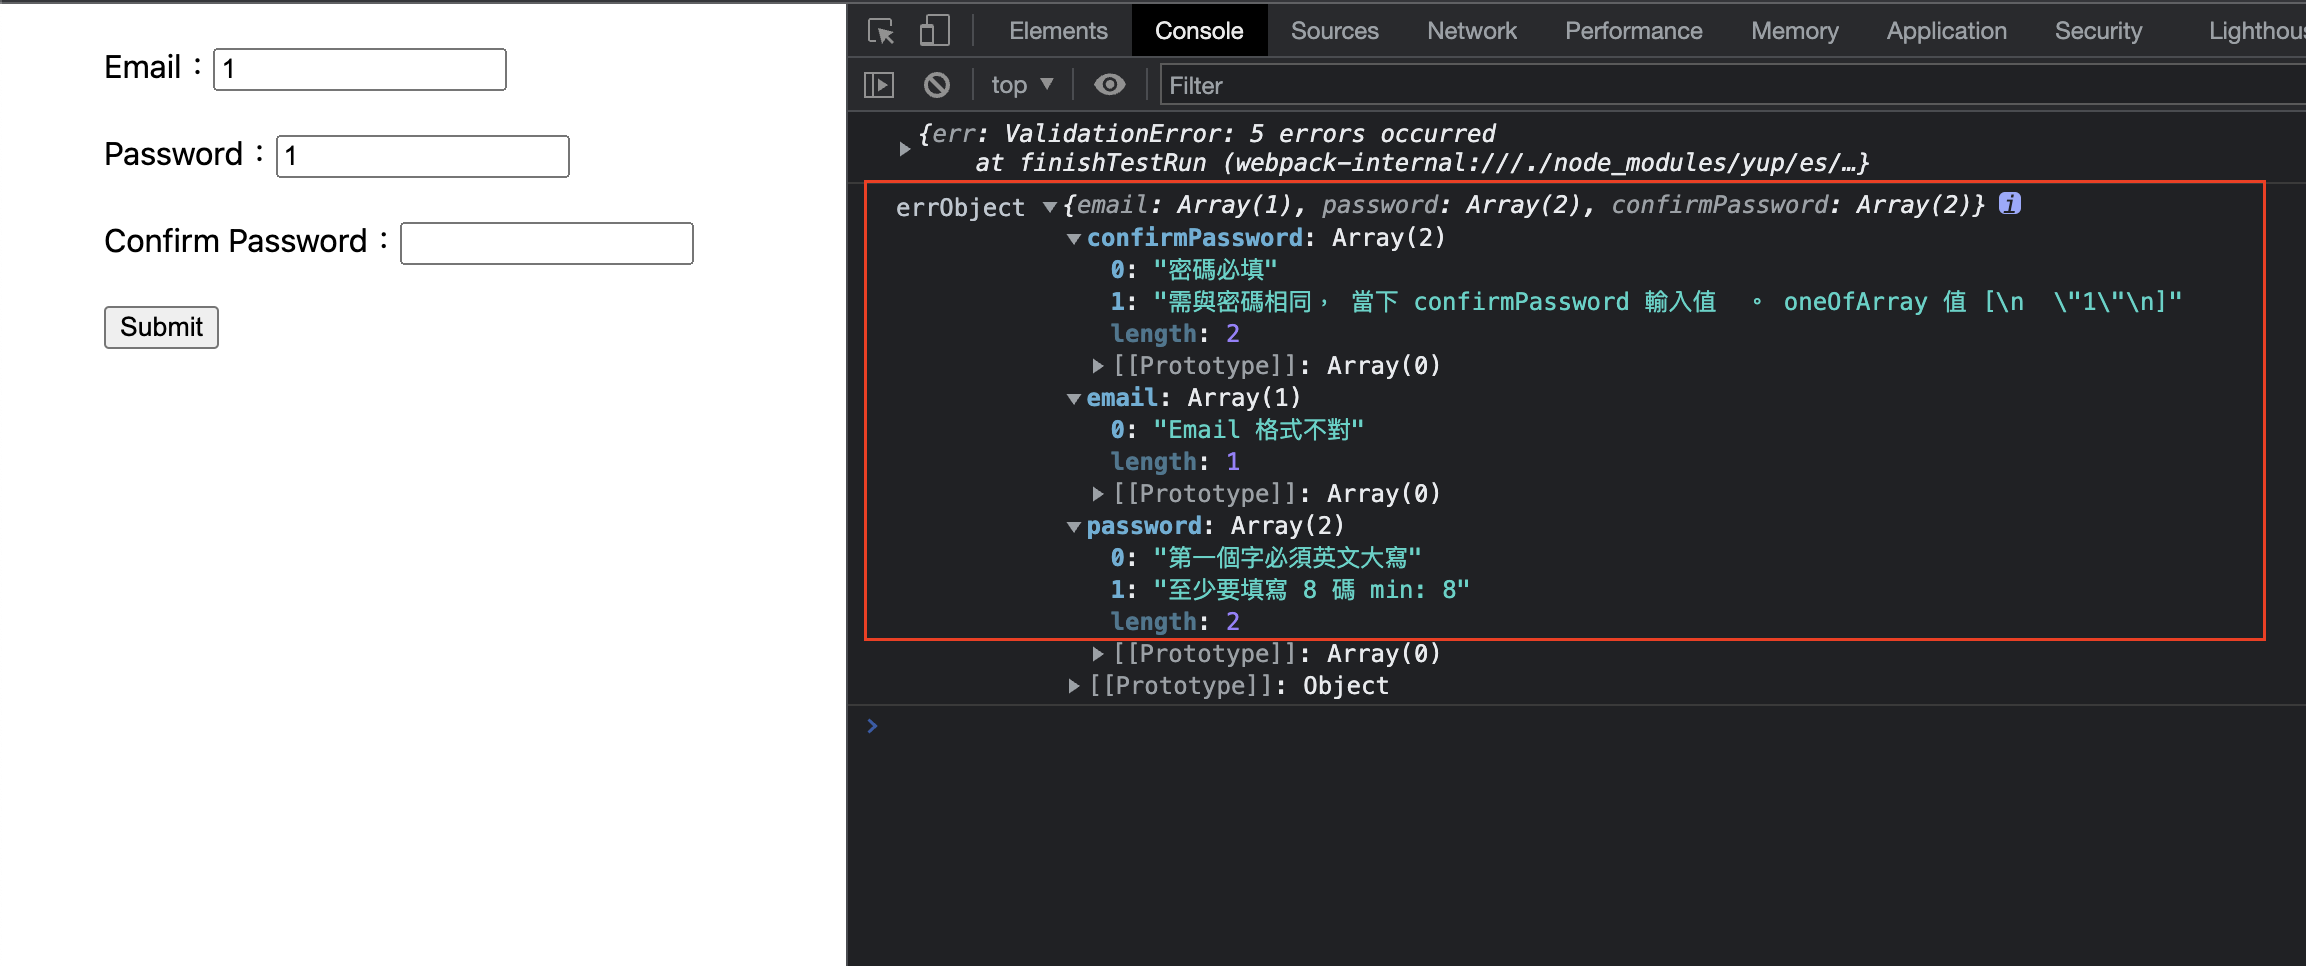 Email：1
Password：1
Confirm Password：
Submit
Elements Console Sources Network Performance Memory Application Security Lighthous
top Filter
{err: ValidationError: 5 errors occurred
at finishTestRun (webpack-internal:///./node_modules/yup/es/…}
errObject {email: Array(1), password: Array(2), confirmPassword: Array(2)} i
confirmPassword: Array(2)
0: "密碼必填"
1: "需與密碼相同， 當下 confirmPassword 輸入值  。 oneOfArray 值 [\n  \"1\"\n]"
length: 2
[[Prototype]]: Array(0)
email: Array(1)
0: "Email 格式不對"
length: 1
[[Prototype]]: Array(0)
password: Array(2)
0: "第一個字必須英文大寫"
1: "至少要填寫 8 碼 min: 8"
length: 2
[[Prototype]]: Array(0)
[[Prototype]]: Object